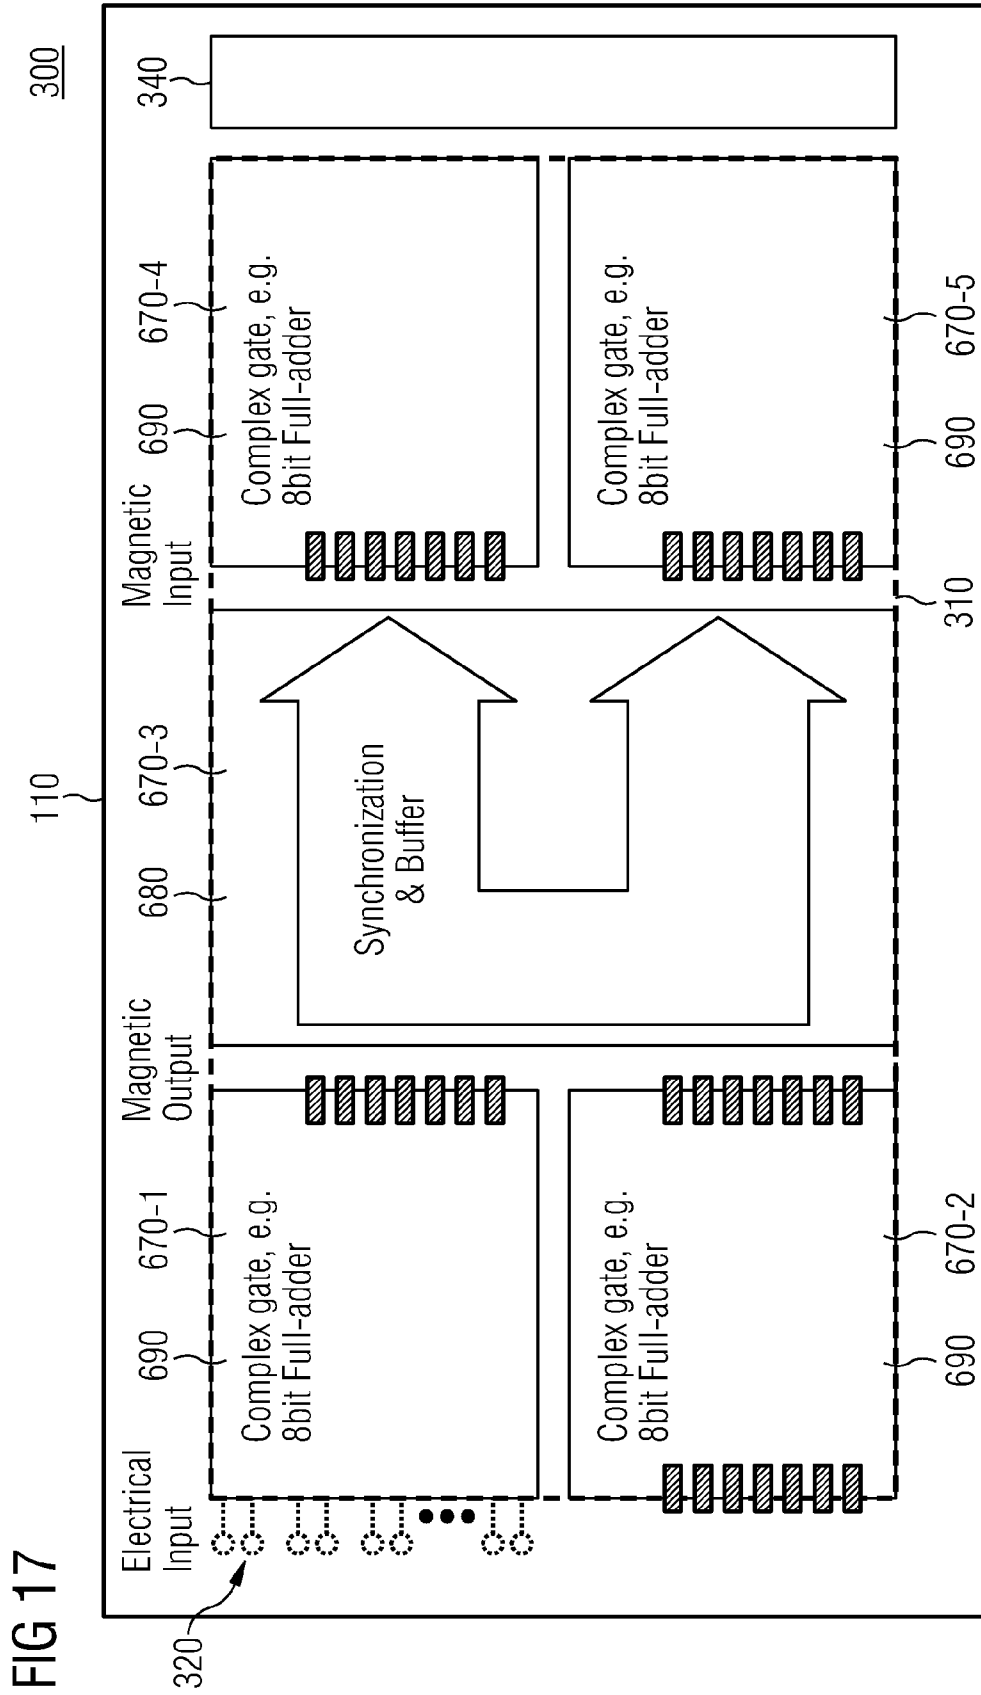 FIG 17
300
110
320
Electrical
Input
690
670-1
Magnetic
Output
680
670-3
Magnetic
Input
690
670-4
340
Complex gate, e.g.
8bit Full-adder
Synchronization
& Buffer
Complex gate, e.g.
8bit Full-adder
Complex gate, e.g.
8bit Full-adder
Complex gate, e.g.
8bit Full-adder
690
670-2
310
690
670-5